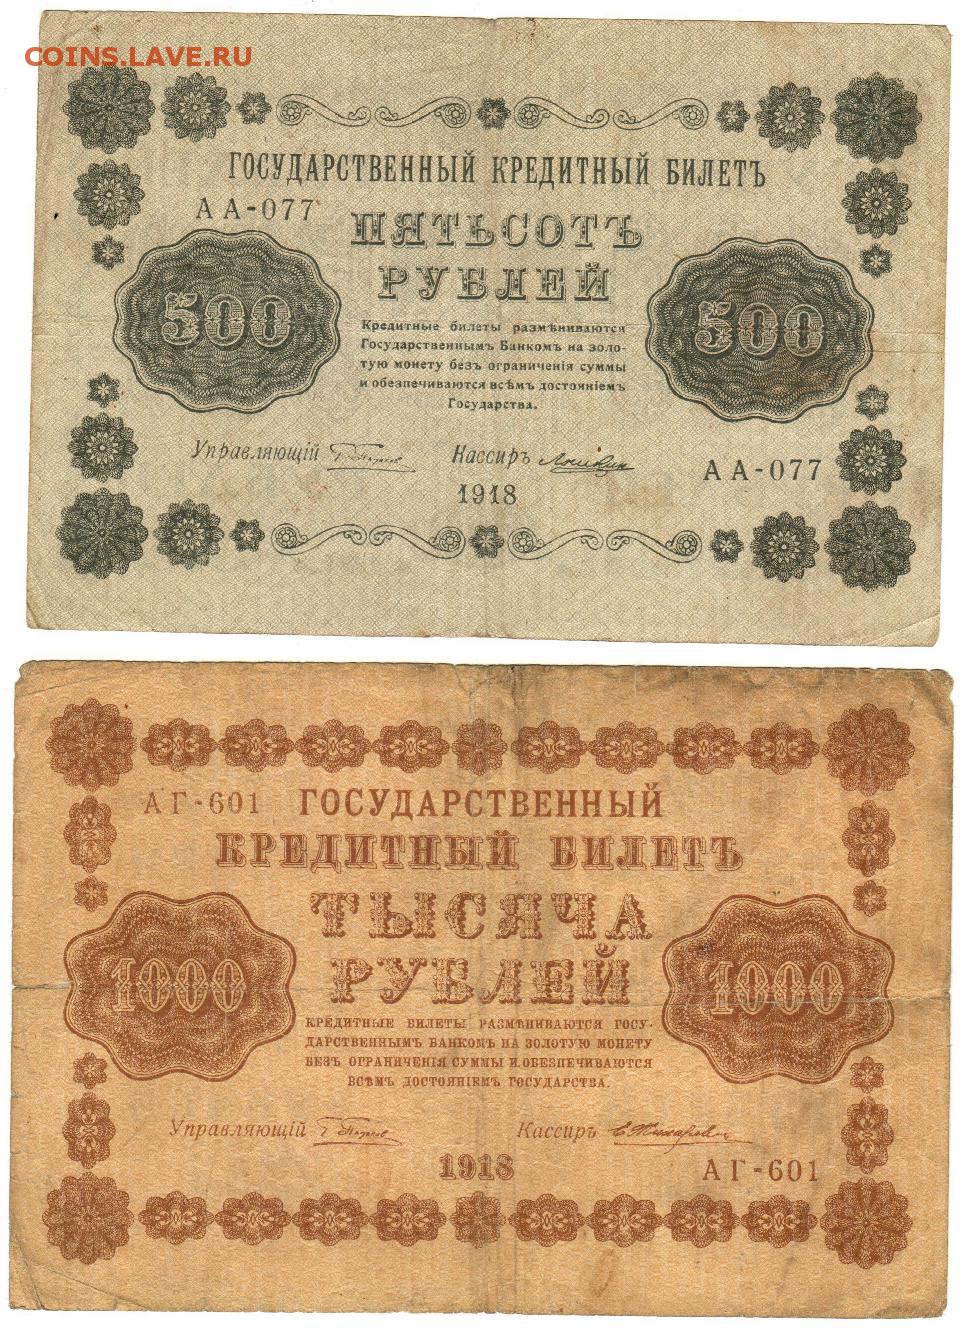 COINS.LAVE.RU
ГОСУДАРСТВЕННЫЙ КРЕДИТНЫЙ БИЛЕТЪ
АА-077
ПЯТЬСОТЪ
РУБЛЕЙ
500 500
Кредитные билеты размѣниваются
Государственнымъ Банкомъ на золо-
тую монету безъ ограниченія суммы
и обезпечиваются всѣмъ достояніемъ
Государства.
Управляющій Кассиръ
АА-077
1918
АГ-601 ГОСУДАРСТВЕННЫЙ
КРЕДИТНЫЙ БИЛЕТЪ
ТЫСЯЧА
РУБЛЕЙ
1000 1000
КРЕДИТНЫЕ БИЛЕТЫ РАЗМѢНИВАЮТСЯ ГОСУ-
ДАРСТВЕННЫМЪ БАНКОМЪ НА ЗОЛОТУЮ МОНЕТУ
БЕЗЪ ОГРАНИЧЕНІЯ СУММЫ И ОБЕЗПЕЧИВАЮТСЯ
ВСѢМЪ ДОСТОЯНІЕМЪ ГОСУДАРСТВА.
Управляющій Кассиръ
1918
АГ-601